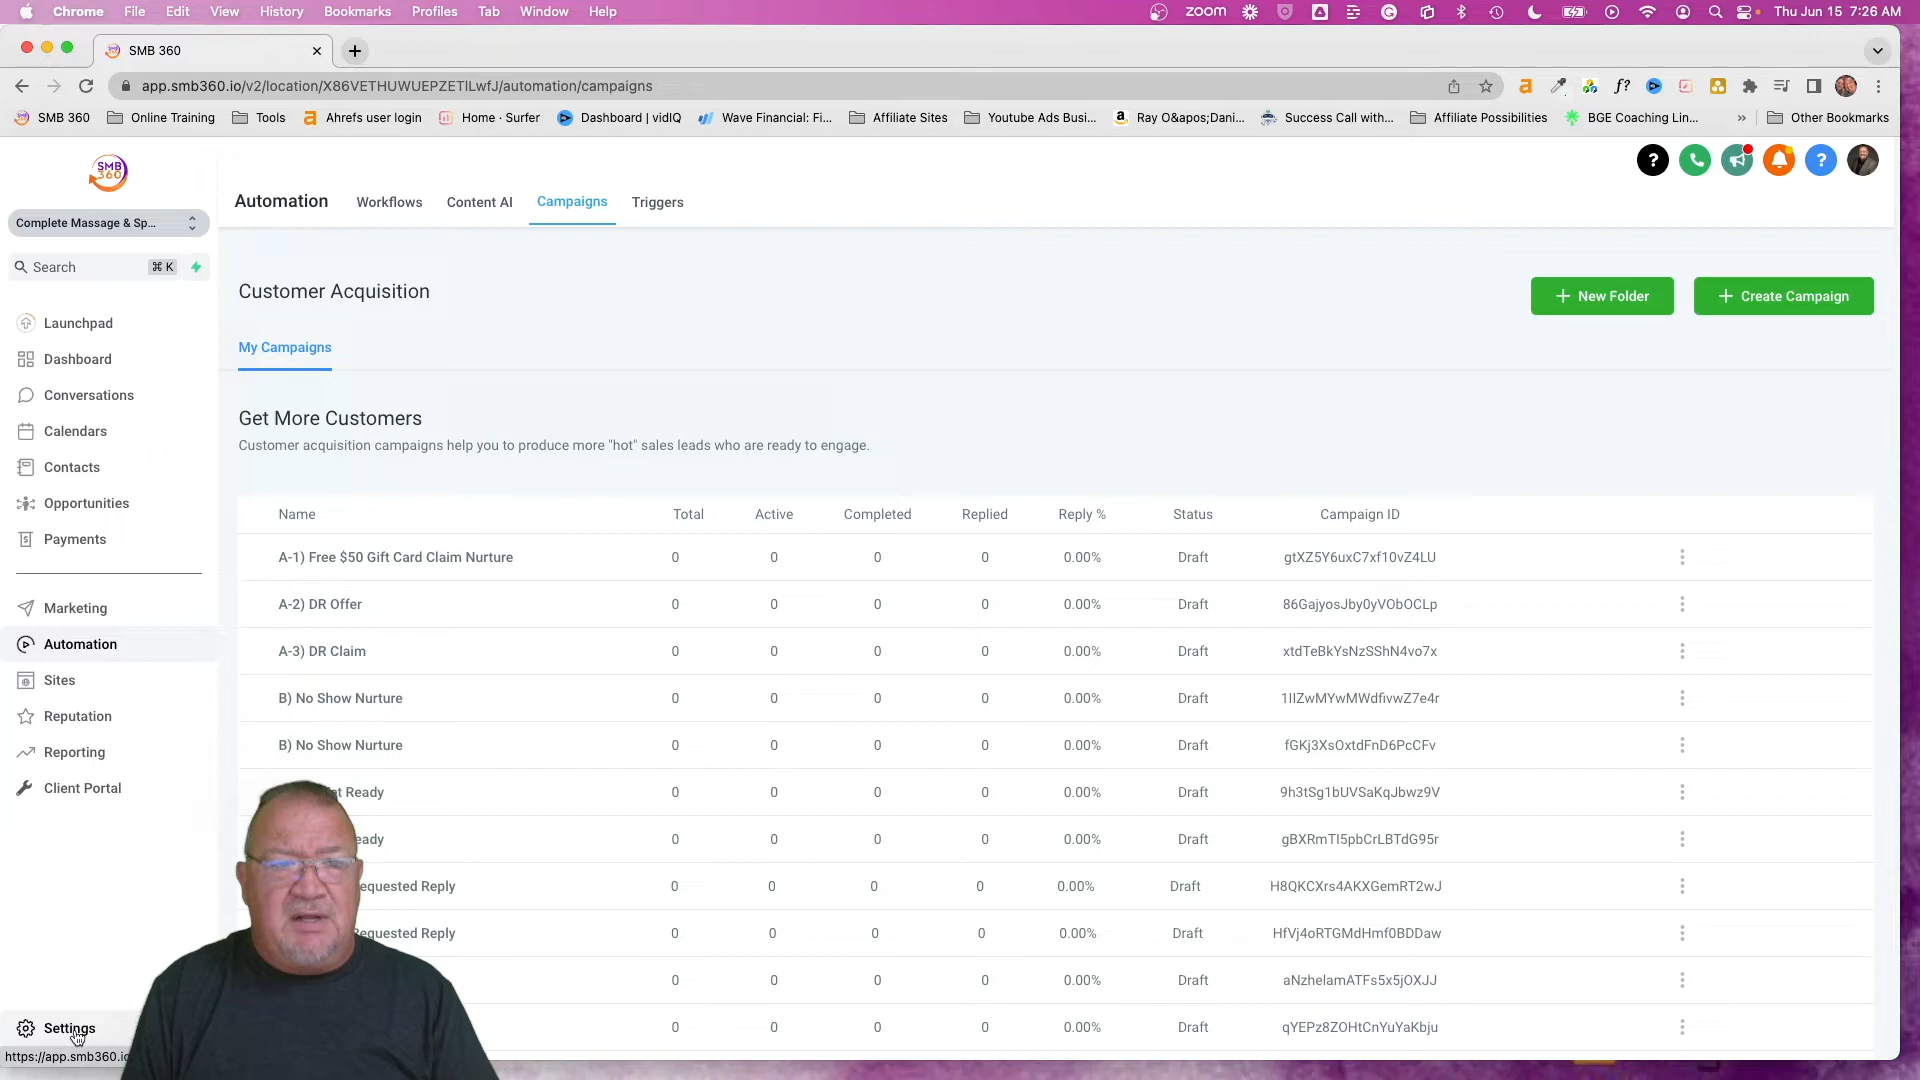 Chrome File Edit View History Bookmarks Profiles Tab Window Help zoom Thu Jun 15 7:26 AM
SMB 360
app.smb360.io/v2/location/X86VETHUWUEPZETlLwfJ/automation/campaigns
SMB 360 Online Training Tools Ahrefs user login Home · Surfer Dashboard | vidIQ Wave Financial: Fi... Affiliate Sites Youtube Ads Busi... Ray O&apos;Dani... Success Call with... Affiliate Possibilities BGE Coaching Lin... » Other Bookmarks
SMB
360
Automation Workflows Content AI Campaigns Triggers
Complete Massage & Sp...
Search ⌘ K
Launchpad
Dashboard
Conversations
Calendars
Contacts
Opportunities
Payments
Marketing
Automation
Sites
Reputation
Reporting
Client Portal
Settings
https://app.smb360.io
Customer Acquisition
+ New Folder
+ Create Campaign
My Campaigns
Get More Customers
Customer acquisition campaigns help you to produce more "hot" sales leads who are ready to engage.
Name Total Active Completed Replied Reply % Status Campaign ID
A-1) Free $50 Gift Card Claim Nurture 0 0 0 0 0.00% Draft gtXZ5Y6uxC7xf10vZ4LU
A-2) DR Offer 0 0 0 0 0.00% Draft 86GajyosJby0yVObOCLp
A-3) DR Claim 0 0 0 0 0.00% Draft xtdTeBkYsNzSShN4vo7x
B) No Show Nurture 0 0 0 0 0.00% Draft 1IIZwMYwMWdfivwZ7e4r
B) No Show Nurture 0 0 0 0 0.00% Draft fGKj3XsOxtdFnD6PcCFv
Ready 0 0 0 0 0.00% Draft 9h3tSg1bUVSaKqJbwz9V
0 0 0 0 0.00% Draft gBXRmTI5pbCrLBTdG95r
equested Reply 0 0 0 0 0.00% Draft H8QKCXrs4AKXGemRT2wJ
equested Reply 0 0 0 0 0.00% Draft HfVj4oRTGMdHmf0BDDaw
0 0 0 0 0.00% Draft aNzhelamATFs5x5jOXJJ
0 0 0 0 0.00% Draft qYEPz8ZOHtCnYuYaKbju